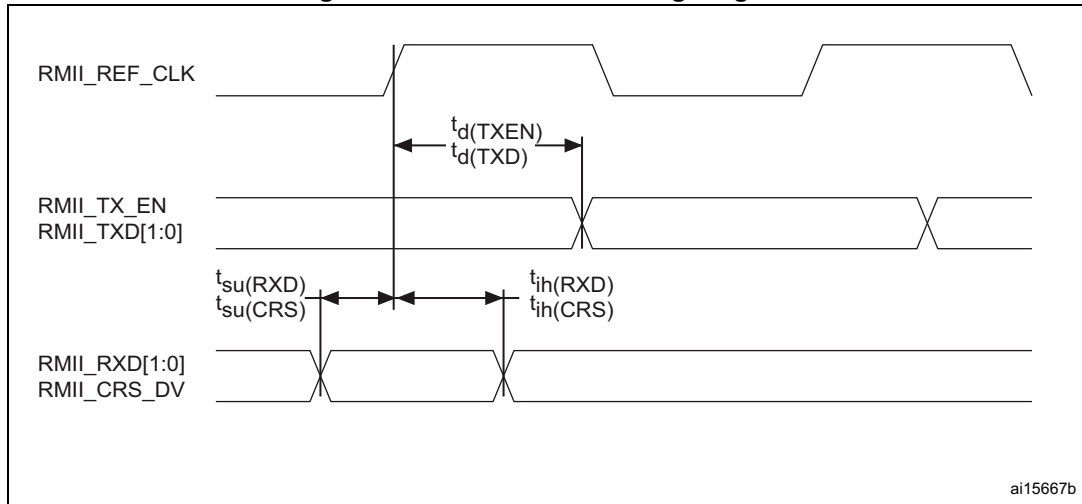 RMII_REF_CLK
td(TXEN)
td(TXD)
RMII_TX_EN
RMII_TXD[1:0]
tsu(RXD)
tsu(CRS)
tih(RXD)
tih(CRS)
RMII_RXD[1:0]
RMII_CRS_DV
ai15667b